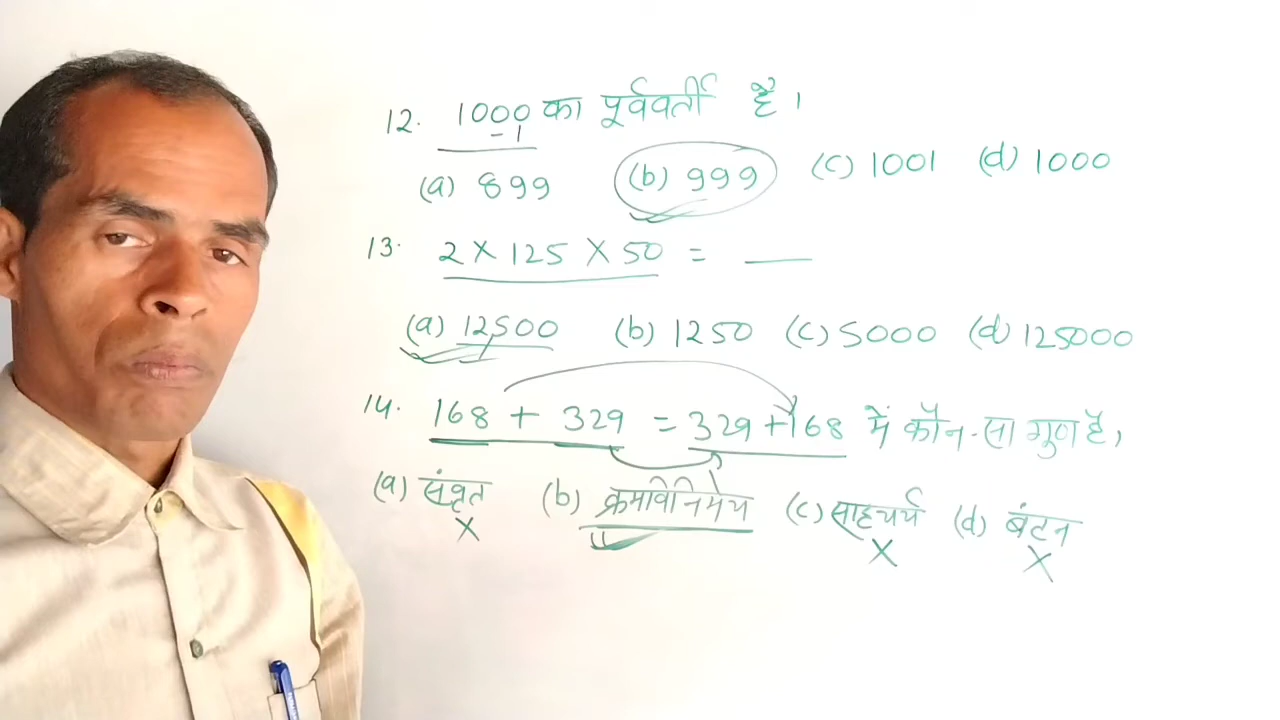 12. 1000 का पूर्ववर्ती है।
- 1
(a) 899 (b) 999 (c) 1001 (d) 1000
13. 2 × 125 × 50 = ___
(a) 12500 (b) 1250 (c) 5000 (d) 125000
14. 168 + 329 = 329 + 168 में कौन-सा गुण है,
(a) संवृत (b) क्रमविनिमेय (c) साहचर्य (d) बंटन
X X X